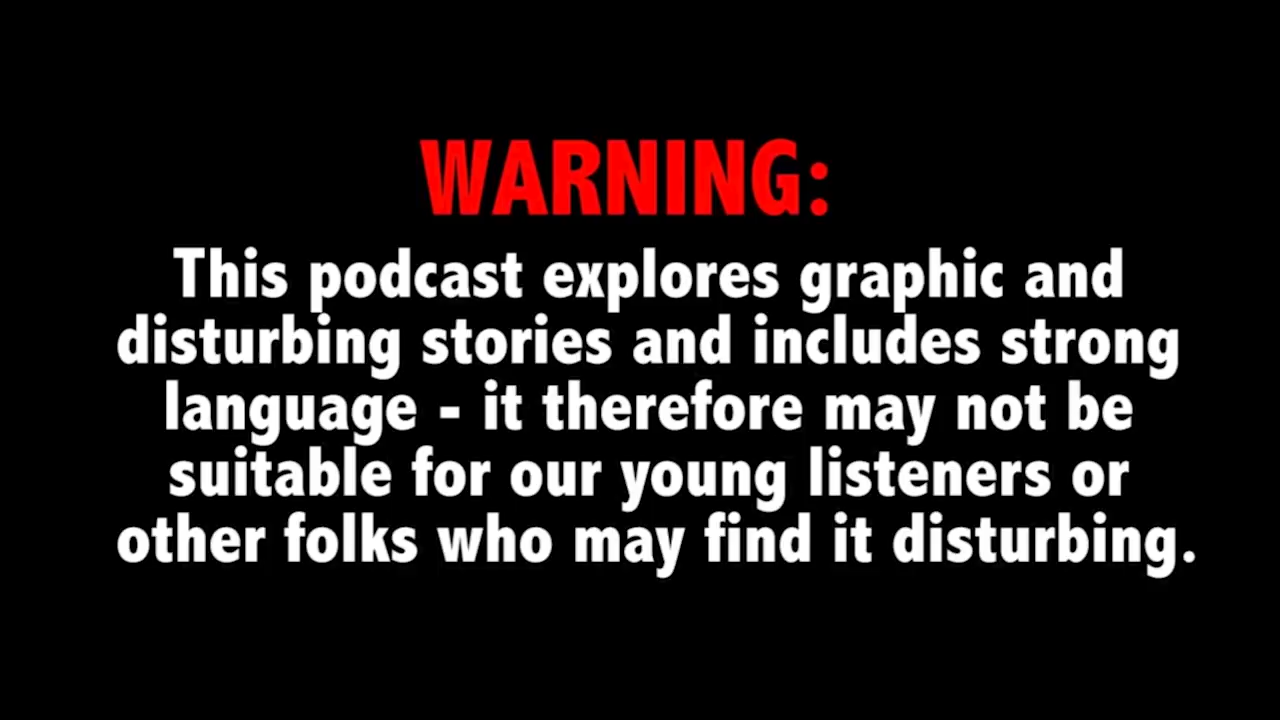 WARNING:
This podcast explores graphic and
disturbing stories and includes strong
language - it therefore may not be
suitable for our young listeners or
other folks who may find it disturbing.